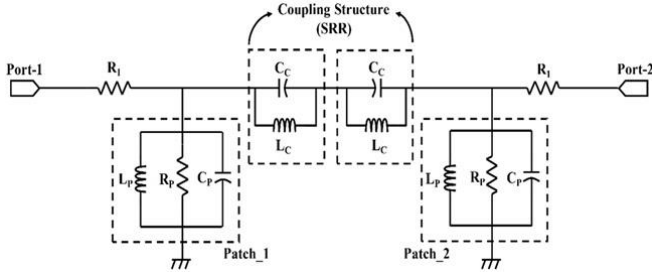 Coupling Structure
(SRR)
Port-1
R1
CC
CC
R1
Port-2
LC
LC
LP
RP
CP
LP
RP
CP
Patch_1
Patch_2